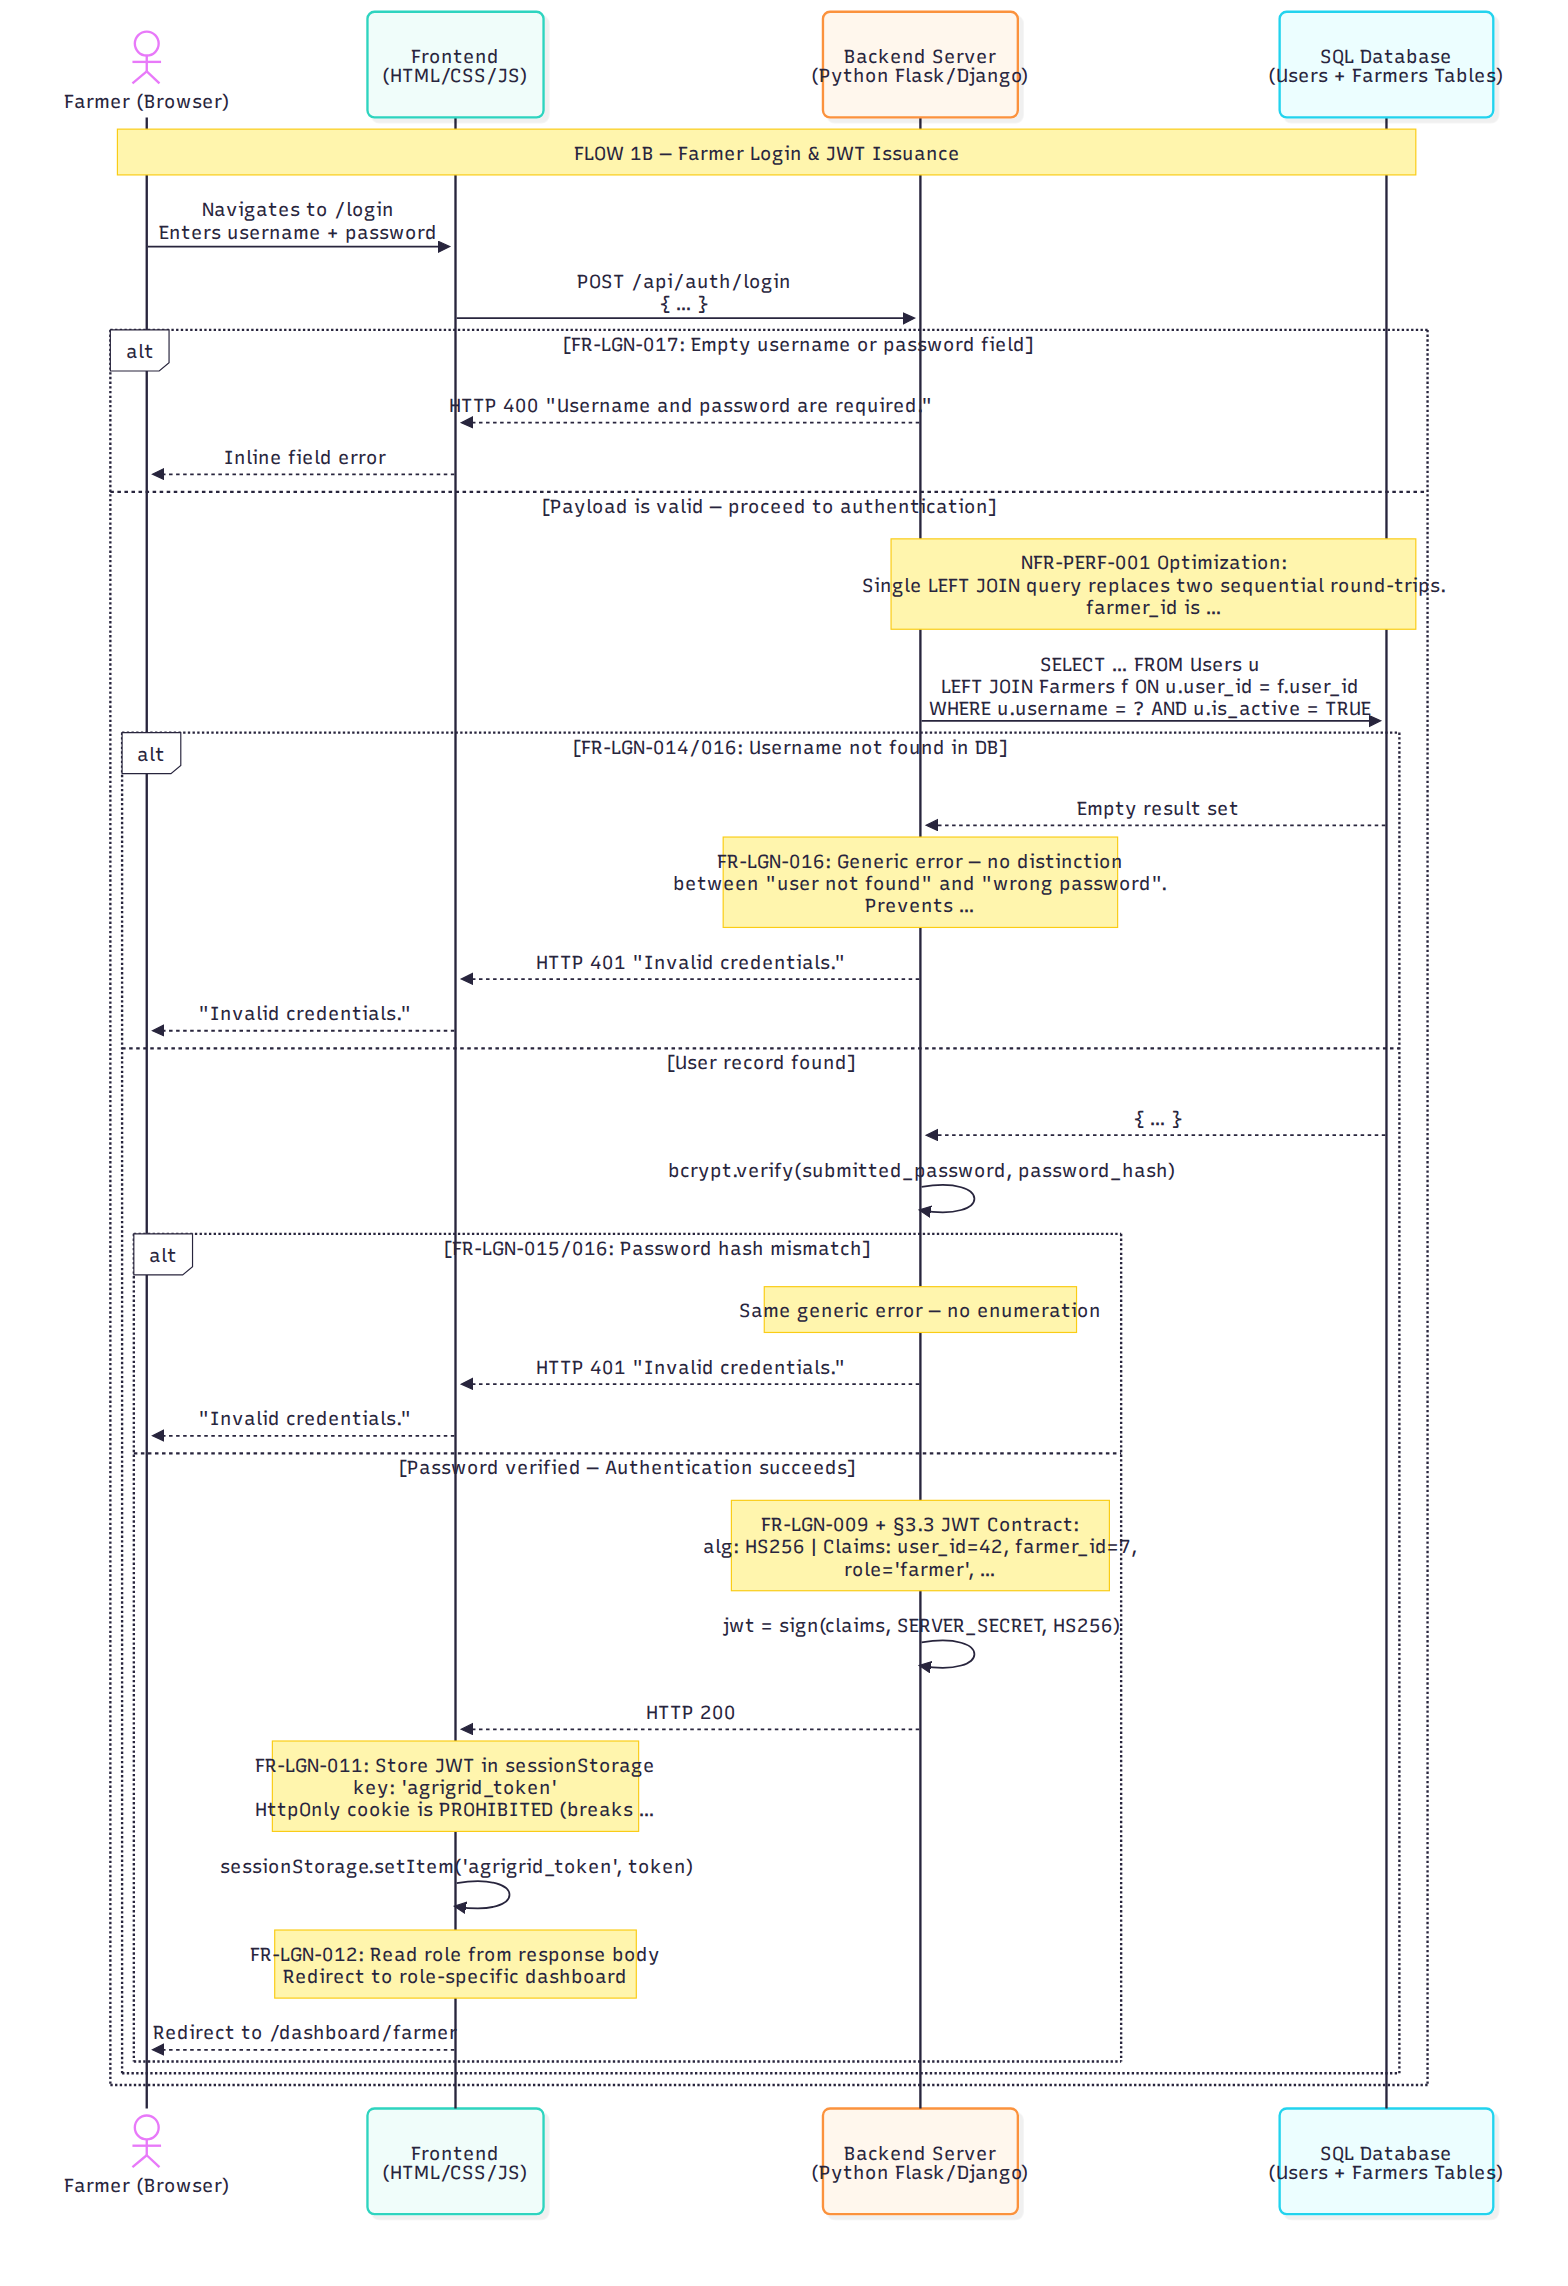 Farmer (Browser)
Frontend
(HTML/CSS/JS)
Backend Server
(Python Flask/Django)
SQL Database
(Users + Farmers Tables)
FLOW 1B – Farmer Login & JWT Issuance
Navigates to /login
Enters username + password
POST /api/auth/login
{ ... }
alt
[FR-LGN-017: Empty username or password field]
HTTP 400 "Username and password are required."
Inline field error
[Payload is valid – proceed to authentication]
NFR-PERF-001 Optimization:
Single LEFT JOIN query replaces two sequential round-trips.
farmer_id is ...
SELECT ... FROM Users u
LEFT JOIN Farmers f ON u.user_id = f.user_id
WHERE u.username = ? AND u.is_active = TRUE
alt
[FR-LGN-014/016: Username not found in DB]
Empty result set
FR-LGN-016: Generic error – no distinction
between "user not found" and "wrong password".
Prevents ...
HTTP 401 "Invalid credentials."
"Invalid credentials."
[User record found]
{ ... }
bcrypt.verify(submitted_password, password_hash)
alt
[FR-LGN-015/016: Password hash mismatch]
Same generic error – no enumeration
HTTP 401 "Invalid credentials."
"Invalid credentials."
[Password verified – Authentication succeeds]
FR-LGN-009 + §3.3 JWT Contract:
alg: HS256 | Claims: user_id=42, farmer_id=7,
role='farmer', ...
jwt = sign(claims, SERVER_SECRET, HS256)
HTTP 200
FR-LGN-011: Store JWT in sessionStorage
key: 'agrigrid_token'
HttpOnly cookie is PROHIBITED (breaks ...
sessionStorage.setItem('agrigrid_token', token)
FR-LGN-012: Read role from response body
Redirect to role-specific dashboard
Redirect to /dashboard/farmer
Farmer (Browser)
Frontend
(HTML/CSS/JS)
Backend Server
(Python Flask/Django)
SQL Database
(Users + Farmers Tables)